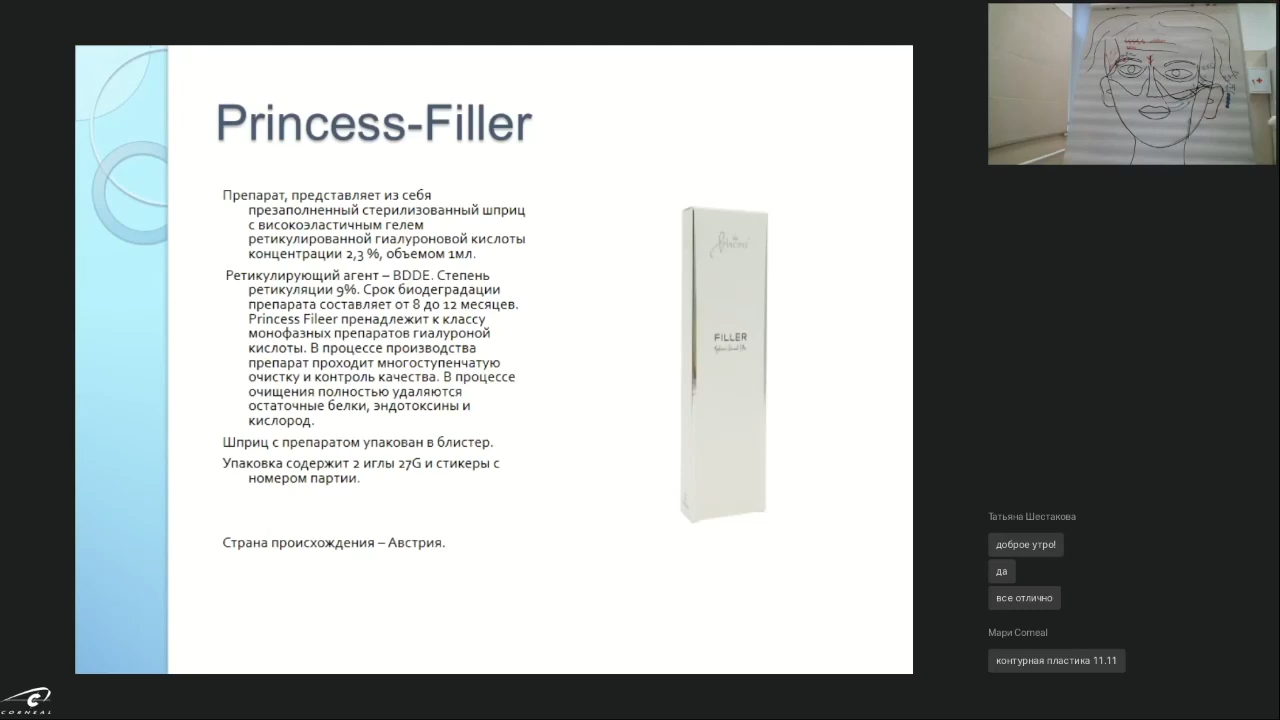 Princess-Filler
Препарат, представляет из себя
презаполненный стерилизованный шприц
с високоэластичным гелем
ретикулированной гиалуроновой кислоты
концентрации 2,3 %, объемом 1мл.
Ретикулирующий агент – BDDE. Степень
ретикуляции 9%. Срок биодеградации
препарата составляет от 8 до 12 месяцев.
Princess Fileer пренадлежит к классу
монофазных препаратов гиалуроной
кислоты. В процессе производства
препарат проходит многоступенчатую
очистку и контроль качества. В процессе
очищения полностью удаляются
остаточные белки, эндотоксины и
кислород.
Шприц с препаратом упакован в блистер.
Упаковка содержит 2 иглы 27G и стикеры с
номером партии.
Страна происхождения – Австрия.
FILLER
Татьяна Шестакова
доброе утро!
да
все отлично
Мари Corneal
контурная пластика 11.11
CORNEAL